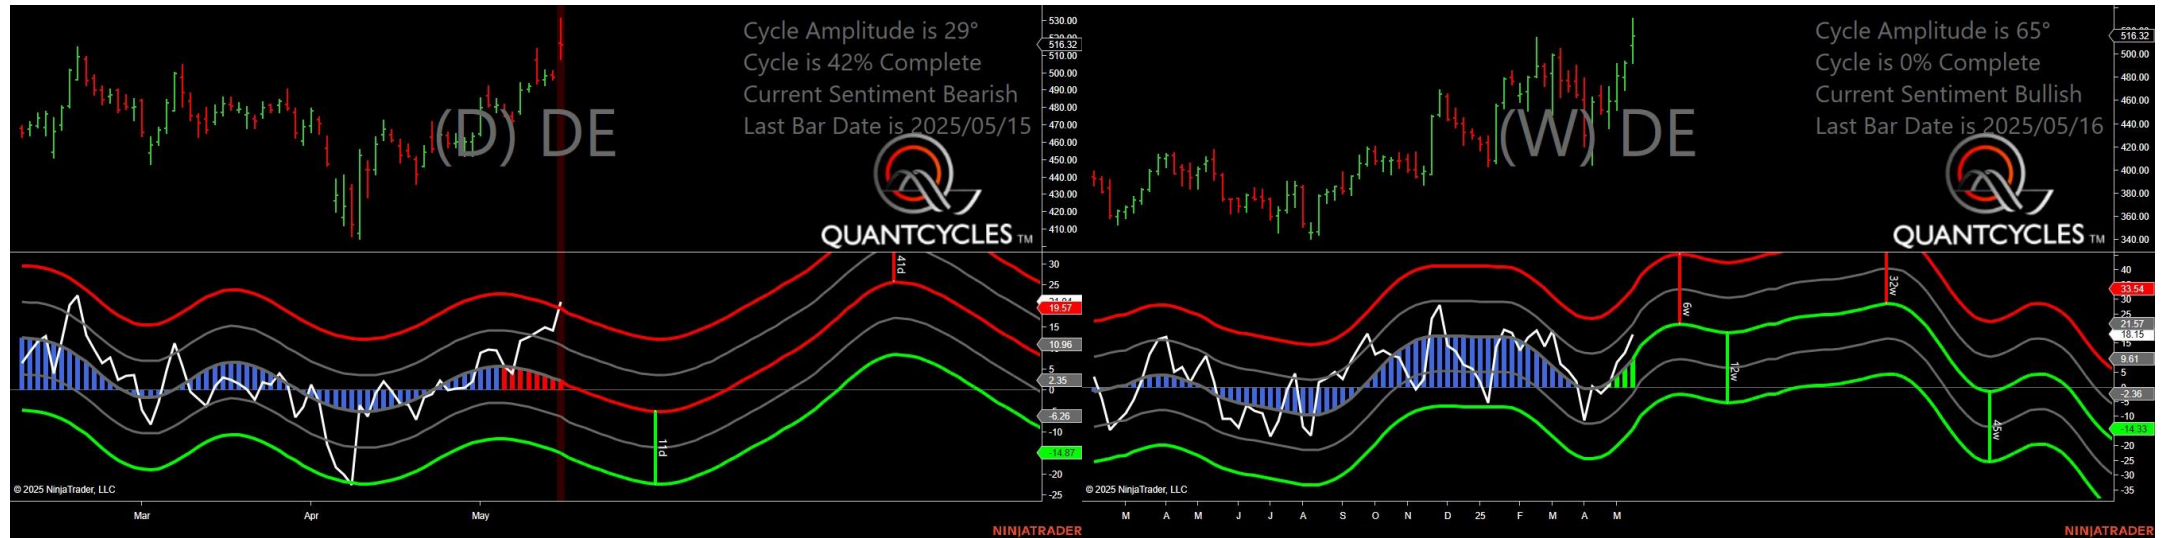 Cycle Amplitude is 29°
Cycle is 42% Complete
Current Sentiment Bearish
Last Bar Date is 2025/05/15
(D) DE
QUANTCYCLES TM
530.00
516.32
510.00
500.00
490.00
480.00
470.00
460.00
450.00
440.00
430.00
420.00
410.00
41d
11d
30
25
19.57
15
10.96
5
2.35
0
-6.26
-10
-14.87
-20
-25
© 2025 NinjaTrader, LLC
Mar
Apr
May
NINJATRADER
Cycle Amplitude is 65°
Cycle is 0% Complete
Current Sentiment Bullish
Last Bar Date is 2025/05/16
(W) DE
QUANTCYCLES TM
516.32
500.00
480.00
460.00
440.00
420.00
400.00
380.00
360.00
340.00
6w
12w
32w
45w
40
33.54
30
21.57
18.15
15
9.61
5
0
-2.36
-5
-10
-14.33
-20
-25
-30
-35
© 2025 NinjaTrader, LLC
M A M J J A S O N D 25 F M A M
NINJATRADER